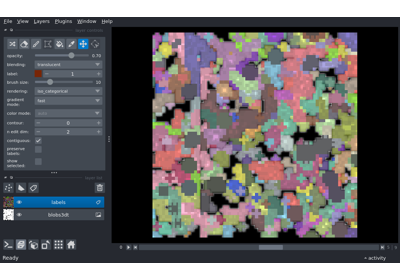 File View Layers Plugins Window Help
opacity: 0.70
blending: translucent
label: 1
brush size: 10
rendering: iso_categorical
gradient
mode: fast
color mode:
contour: 0
n edit dim: 2
contiguous:
preserve
labels:
show
selected:
labels
blobs3dt
0
Ready
activity